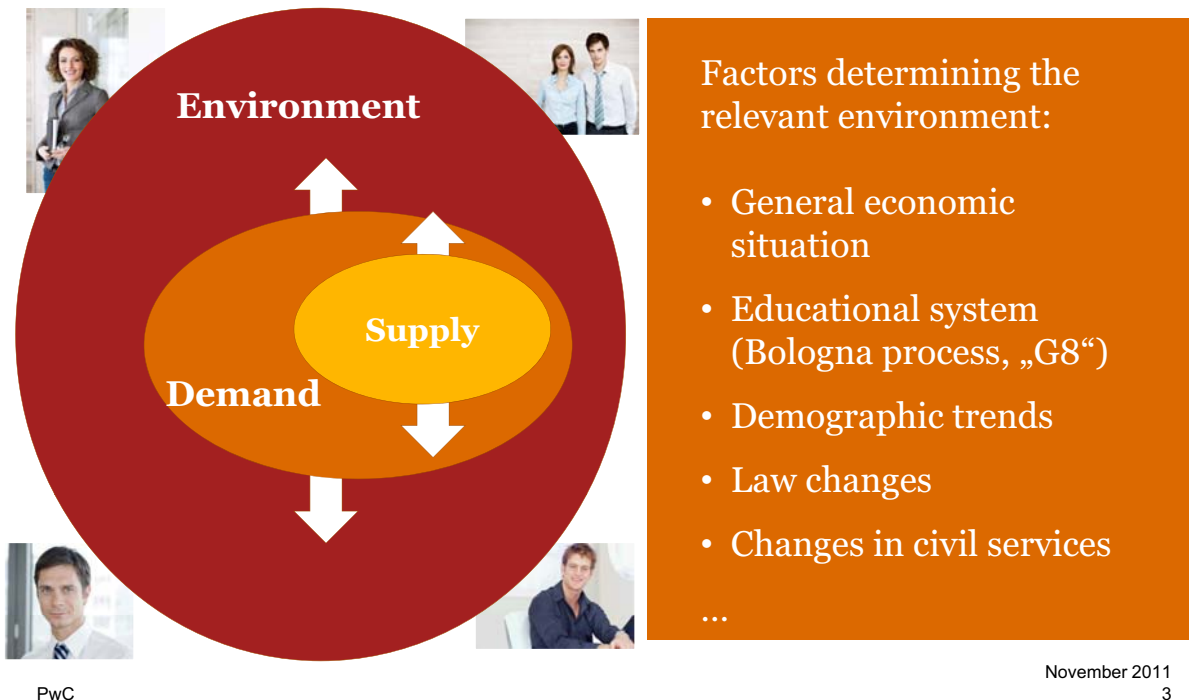 Environment
Supply
Demand
Factors determining the
relevant environment:
• General economic
situation
• Educational system
(Bologna process, „G8“)
• Demographic trends
• Law changes
• Changes in civil services
...
PwC
November 2011
3